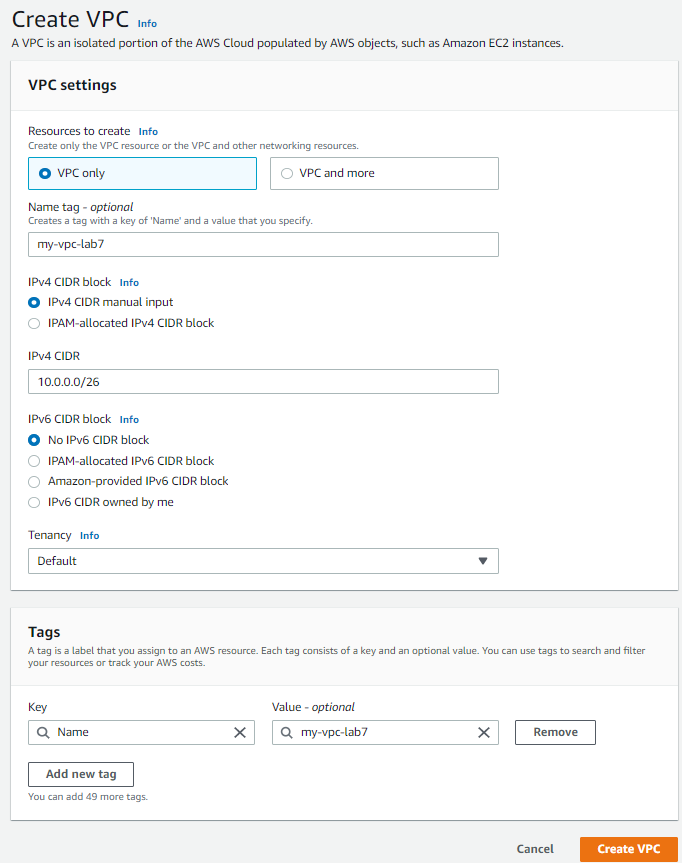 Create VPC Info
A VPC is an isolated portion of the AWS Cloud populated by AWS objects, such as Amazon EC2 instances.
VPC settings
Resources to create Info
Create only the VPC resource or the VPC and other networking resources.
VPC only
VPC and more
Name tag - optional
Creates a tag with a key of 'Name' and a value that you specify.
my-vpc-lab7
IPv4 CIDR block Info
IPv4 CIDR manual input
IPAM-allocated IPv4 CIDR block
IPv4 CIDR
10.0.0.0/26
IPv6 CIDR block Info
No IPv6 CIDR block
IPAM-allocated IPv6 CIDR block
Amazon-provided IPv6 CIDR block
IPv6 CIDR owned by me
Tenancy Info
Default
Tags
A tag is a label that you assign to an AWS resource. Each tag consists of a key and an optional value. You can use tags to search and filter
your resources or track your AWS costs.
Key
Value - optional
Name
my-vpc-lab7
Remove
Add new tag
You can add 49 more tags.
Cancel
Create VPC